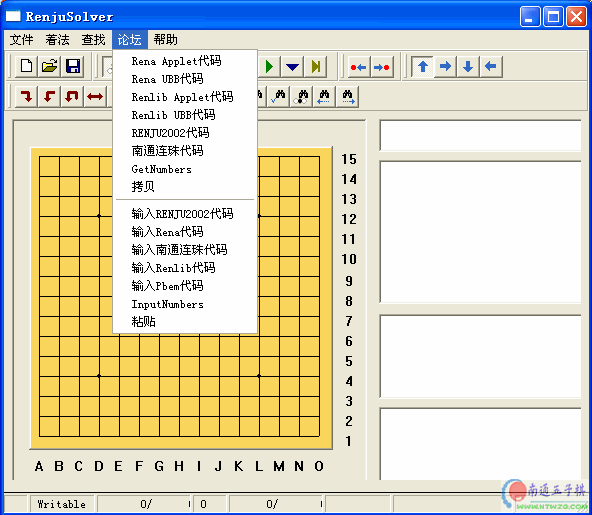 RenjuSolver
文件 着法 查找 论坛 帮助
Rena Applet代码
Rena UBB代码
Renlib Applet代码
Renlib UBB代码
RENJU2002代码
南通连珠代码
GetNumbers
拷贝
输入RENJU2002代码
输入Rena代码
输入南通连珠代码
输入Renlib代码
输入Pbem代码
InputNumbers
粘贴
15
14
13
12
11
10
9
8
7
6
5
4
3
2
1
A B C D E F G H I J K L M N O
南通五子棋
WWW.NTWZQ.COM
Writable 0/ 0 0/